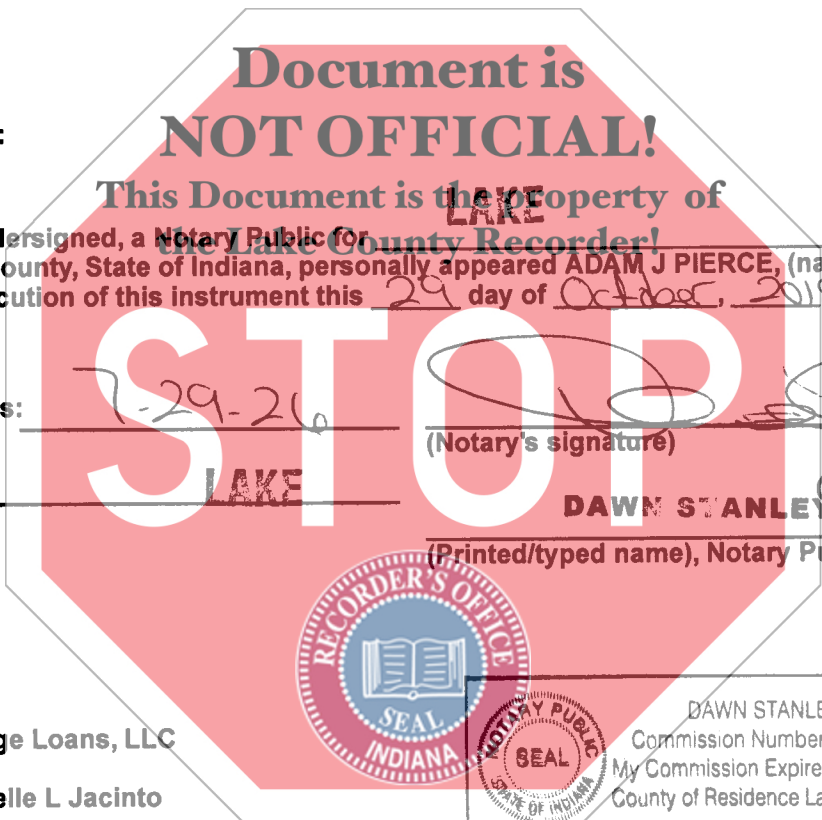 Document is
NOT OFFICIAL!
This Document is the property of
the Lake County Recorder!
:
LAKE
ersigned, a Notary Public for
ounty, State of Indiana, personally appeared ADAM J PIERCE, (na
cution of this instrument this 29 day of October, 2019
STOP
s: 7-29-26
(Notary's signature)
LAKE
DAWN STANLEY
(Printed/typed name), Notary Pu
RECORDER'S OFFICE
SEAL
INDIANA
ge Loans, LLC
elle L Jacinto
NOTARY PUBLIC
SEAL
STATE OF INDIANA
DAWN STANLE
Commission Number
My Commission Expire
County of Residence La